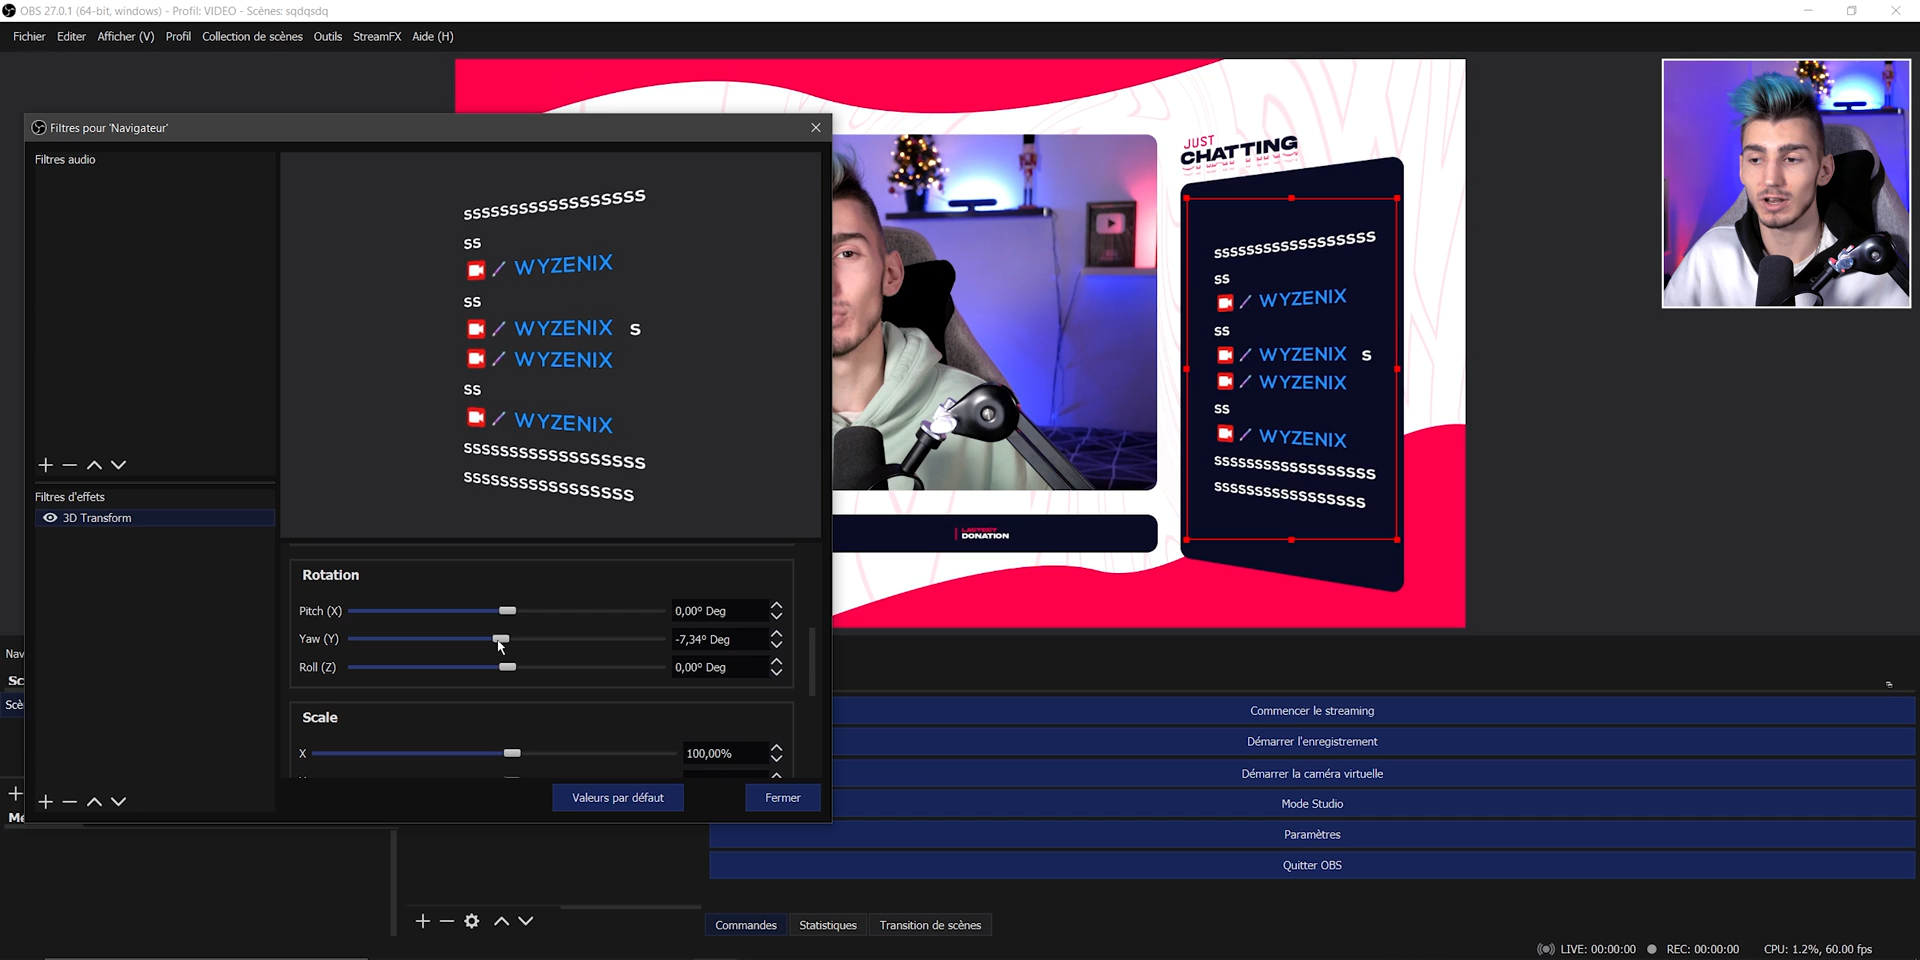 OBS 27.0.1 (64-bit, windows) - Profil: VIDEO - Scènes: sqdqsdq
Fichier Editer Afficher (V) Profil Collection de scènes Outils StreamFX Aide (H)
Filtres pour 'Navigateur'
Filtres audio
Filtres d'effets
3D Transform
ssssssssssssssssss
ss
WYZENIX
ss
WYZENIX s
WYZENIX
ss
WYZENIX
ssssssssssssssssss
sssssssssssssssss
Rotation
Pitch (X) 0,00° Deg
Yaw (Y) -7,34° Deg
Roll (Z) 0,00° Deg
Scale
X 100,00%
Valeurs par défaut Fermer
JUST
CHATTING
ssssssssssssssssss
ss
WYZENIX
ss
WYZENIX s
WYZENIX
ss
WYZENIX
ssssssssssssssssss
sssssssssssssssss
DONATION
Nav
Sc
Scè
Commencer le streaming
Démarrer l'enregistrement
Démarrer la caméra virtuelle
Mode Studio
Paramètres
Quitter OBS
Commandes Statistiques Transition de scènes
LIVE: 00:00:00 REC: 00:00:00 CPU: 1.2%, 60.00 fps